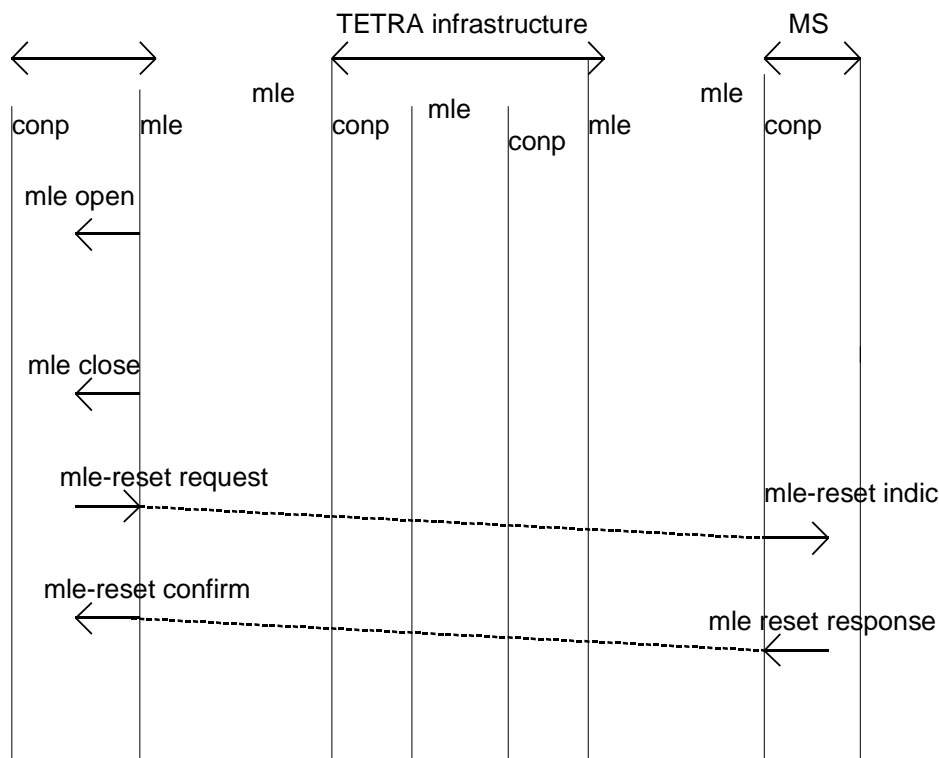 TETRA infrastructure
MS
mle
mle
mle
conp
mle
conp
conp
mle
conp
mle open
mle close
mle-reset request
mle-reset indic
mle-reset confirm
mle reset response